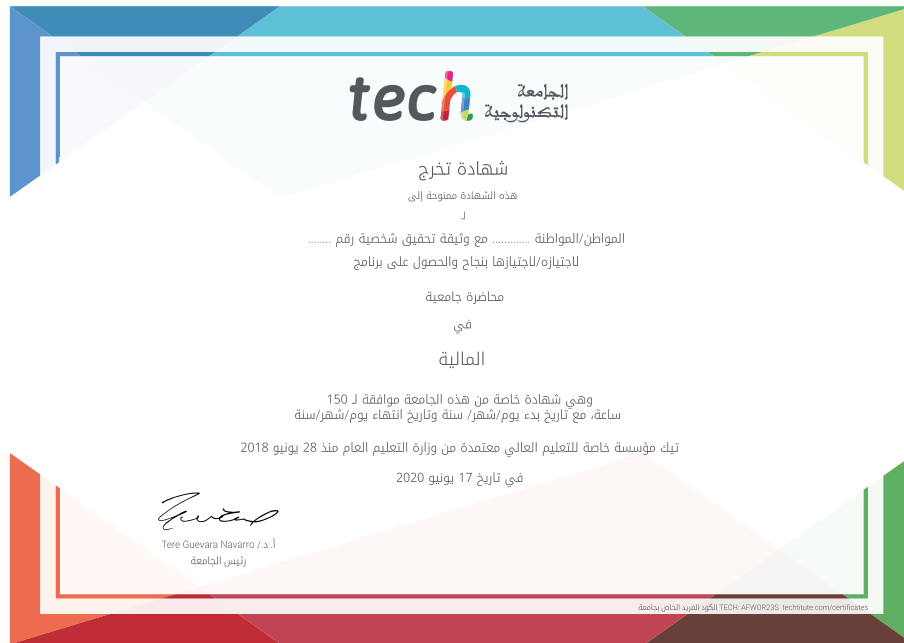 tech الجامعة
التكنولوجية
شهادة تخرج
هذه الشهادة ممنوحة إلى
لـ
المواطن/المواطنة ............. مع وثيقة تحقيق شخصية رقم ........
لاجتيازه/لاجتيازها بنجاح والحصول على برنامج
محاضرة جامعية
في
المالية
وهي شهادة خاصة من هذه الجامعة موافقة لـ 150
ساعة، مع تاريخ بدء يوم/شهر/ سنة وتاريخ انتهاء يوم/شهر/سنة
تيك مؤسسة خاصة للتعليم العالي معتمدة من وزارة التعليم العام منذ 28 يونيو 2018
في تاريخ 17 يونيو 2020
أ. د./ Tere Guevara Navarro
رئيس الجامعة
الكود الفريد الخاص بجامعة TECH: AFWOR23S techtitute.com/certificates